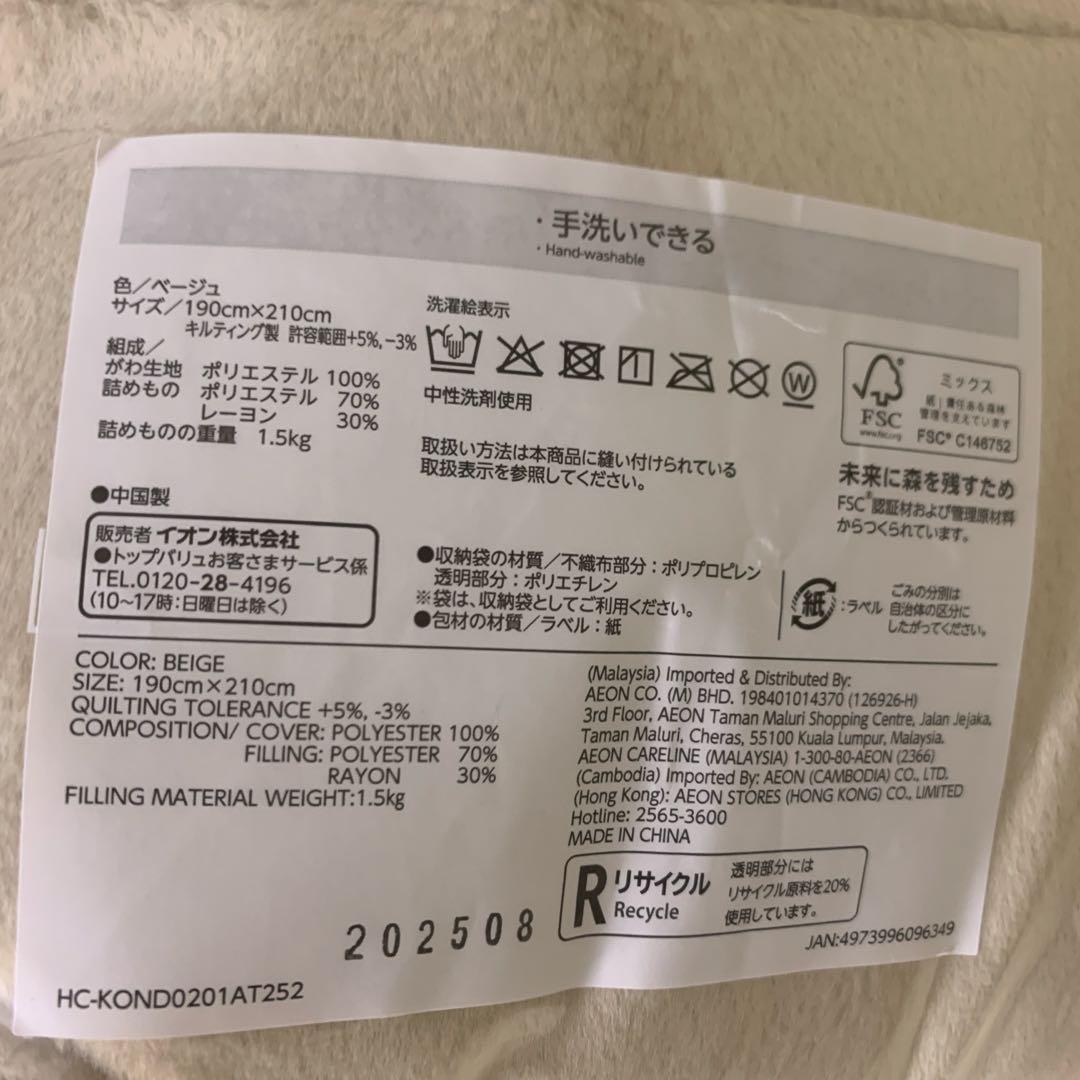 ・手洗いできる
・Hand-washable
色／ベージュ
サイズ／190cm×210cm
キルティング製 許容範囲+5%, -3%
組成／
がわ生地 ポリエステル 100%
詰めもの ポリエステル 70%
レーヨン 30%
詰めものの重量 1.5kg
●中国製
販売者 イオン株式会社
●トップバリュお客さまサービス係
TEL.0120-28-4196
(10～17時：日曜日は除く)
洗濯絵表示
W
中性洗剤使用
取扱い方法は本商品に縫い付けられている
取扱表示を参照してください。
●収納袋の材質／不織布部分：ポリプロピレン
透明部分：ポリエチレン
※袋は、収納袋としてご利用ください。
●包材の材質／ラベル：紙
FSC
www.fsc.org
ミックス
紙｜責任ある森林
管理を支えています
FSC® C146752
未来に森を残すため
FSC®認証材および管理原材料
からつくられています。
紙：ラベル
ごみの分別は
自治体の区分に
したがってください。
COLOR: BEIGE
SIZE: 190cm×210cm
QUILTING TOLERANCE +5%, -3%
COMPOSITION/ COVER: POLYESTER 100%
FILLING: POLYESTER 70%
RAYON 30%
FILLING MATERIAL WEIGHT:1.5kg
(Malaysia) Imported & Distributed By:
AEON CO. (M) BHD. 198401014370 (126926-H)
3rd Floor, AEON Taman Maluri Shopping Centre, Jalan Jejaka,
Taman Maluri, Cheras, 55100 Kuala Lumpur, Malaysia.
AEON CARELINE (MALAYSIA) 1-300-80-AEON (2366)
(Cambodia) Imported By: AEON (CAMBODIA) CO., LTD.
(Hong Kong): AEON STORES (HONG KONG) CO., LIMITED
Hotline: 2565-3600
MADE IN CHINA
R リサイクル
Recycle
透明部分には
リサイクル原料を20%
使用しています。
202508
JAN:4973996096349
HC-KOND0201AT252